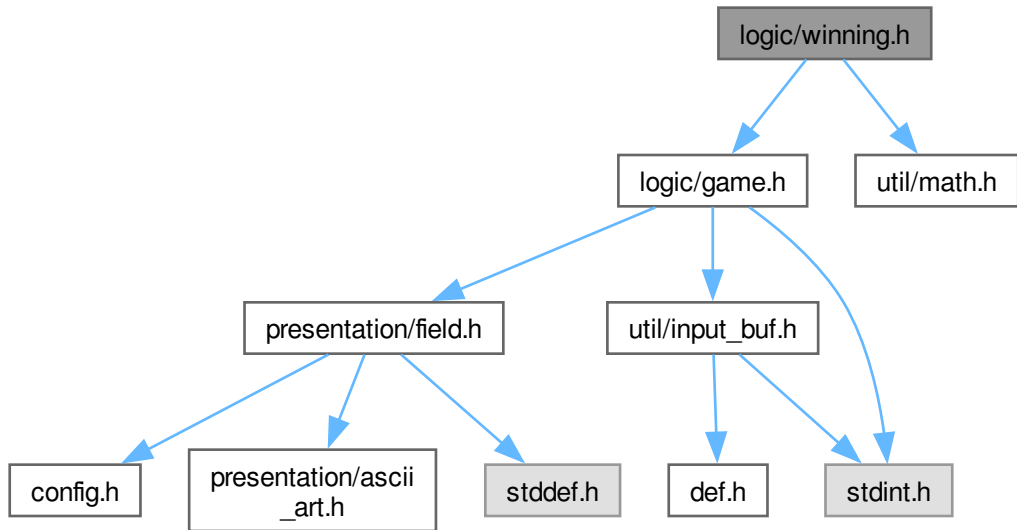 logic/winning.h
logic/game.h
util/math.h
presentation/field.h
util/input_buf.h
config.h
presentation/ascii
_art.h
stddef.h
def.h
stdint.h